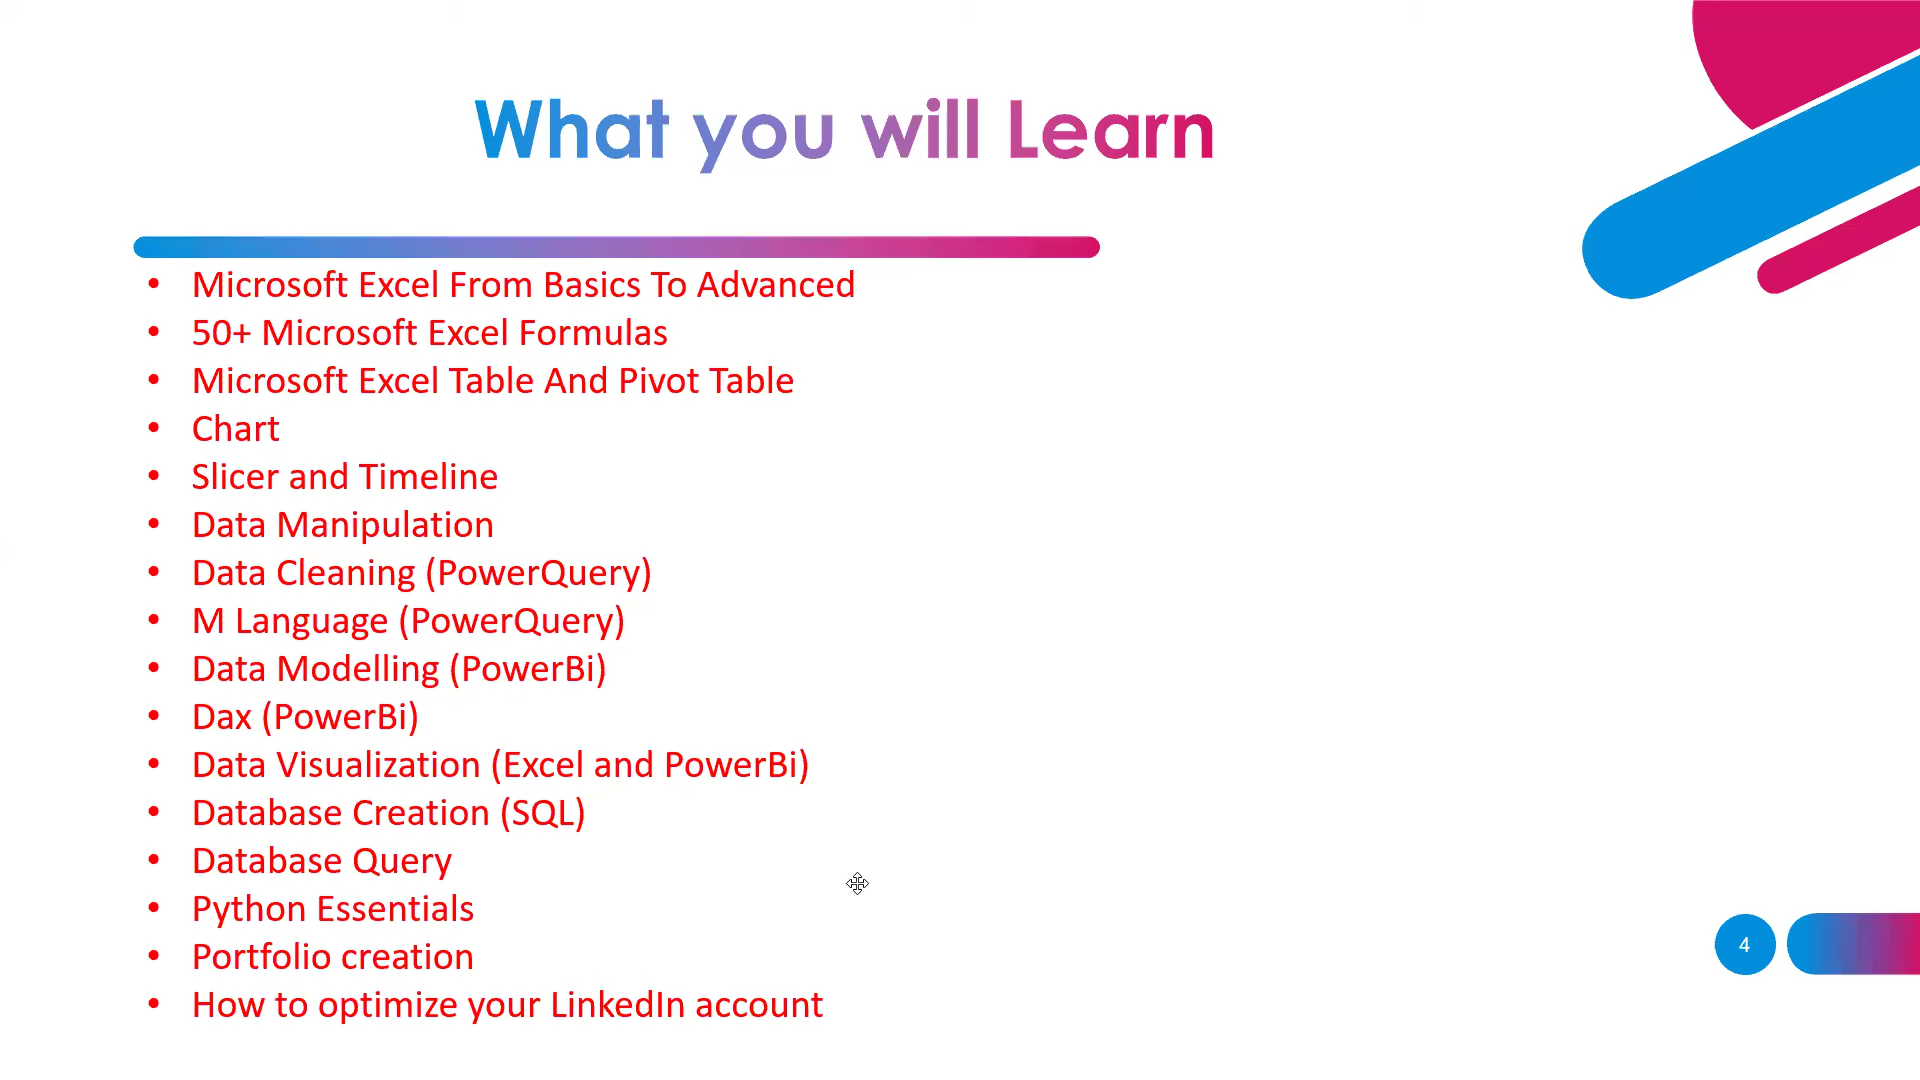 What you will Learn
• Microsoft Excel From Basics To Advanced
• 50+ Microsoft Excel Formulas
• Microsoft Excel Table And Pivot Table
• Chart
• Slicer and Timeline
• Data Manipulation
• Data Cleaning (PowerQuery)
• M Language (PowerQuery)
• Data Modelling (PowerBi)
• Dax (PowerBi)
• Data Visualization (Excel and PowerBi)
• Database Creation (SQL)
• Database Query
• Python Essentials
• Portfolio creation
• How to optimize your LinkedIn account
4